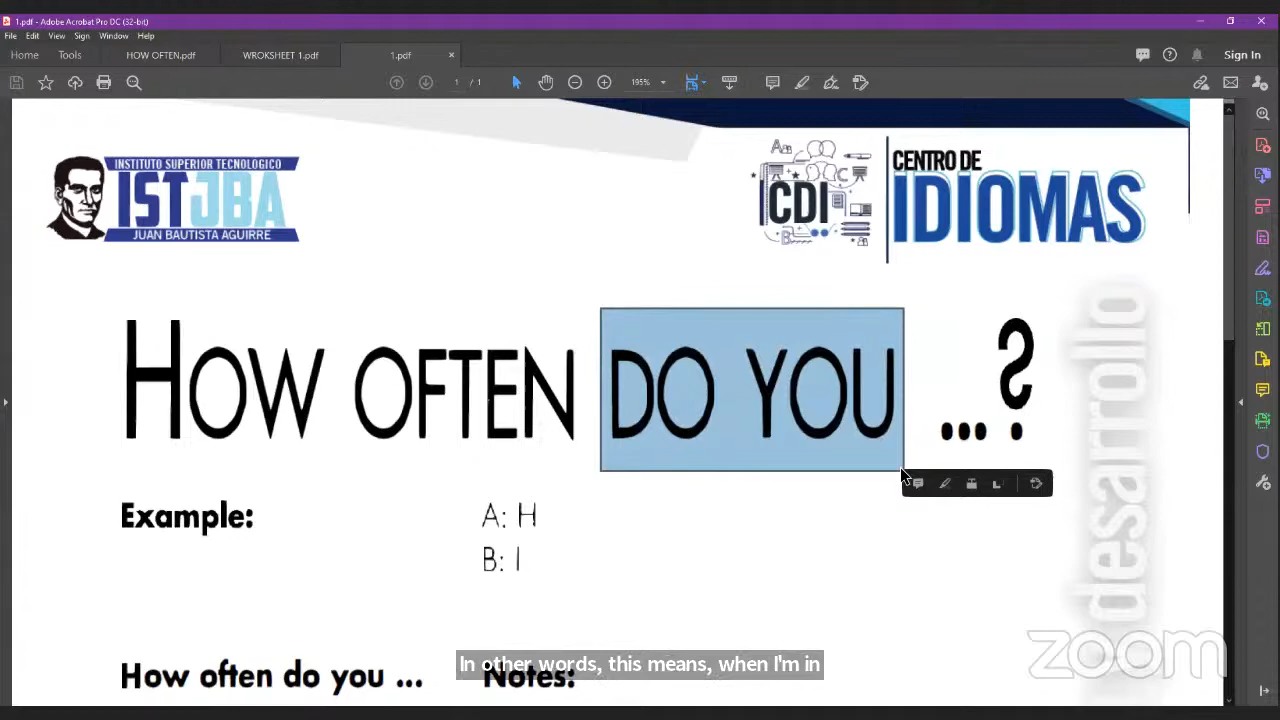 1.pdf - Adobe Acrobat Pro DC (32-bit)
File Edit View Sign Window Help
Home Tools HOW OFTEN.pdf WROKSHEET 1.pdf 1.pdf × Sign In
1 / 1 195%
INSTITUTO SUPERIOR TECNOLÓGICO
ISTJBA
JUAN BAUTISTA AGUIRRE
CDI
CENTRO DE
IDIOMAS
HOW OFTEN DO YOU ...?
Example:
A: H
B: I
desarrollo
How often do you ...
Notes:
In other words, this means, when I'm in
zoom